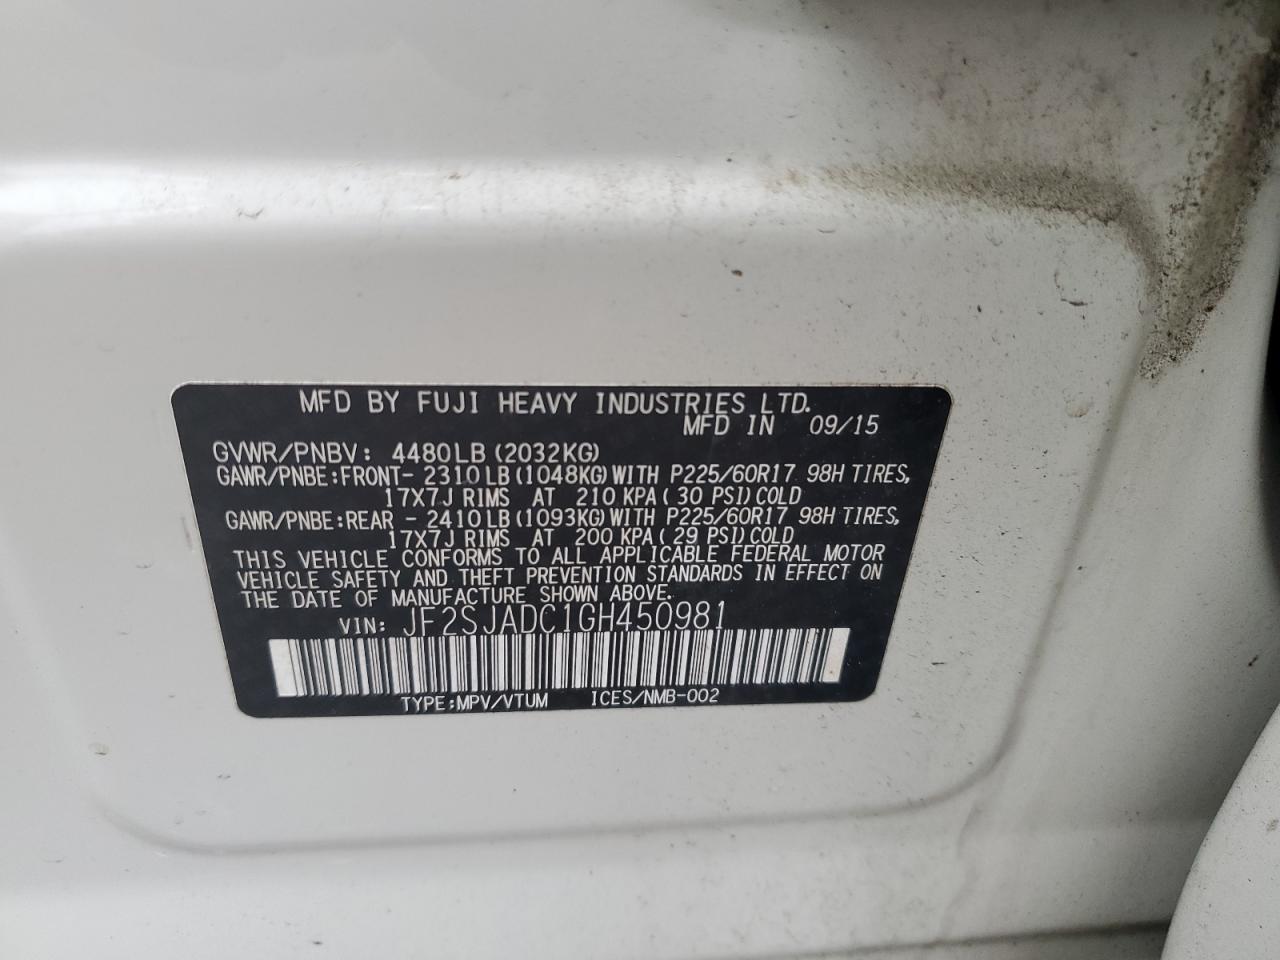 MFD BY FUJI HEAVY INDUSTRIES LTD.
MFD IN 09/15
GVWR/PNBV: 4480LB(2032KG)
GAWR/PNBE:FRONT- 2310LB(1048KG)WITH P225/60R17 98H TIRES,
17X7J RIMS AT 210 KPA(30 PSI)COLD
GAWR/PNBE:REAR - 2410LB(1093KG)WITH P225/60R17 98H TIRES,
17X7J RIMS AT 200 KPA(29 PSI)COLD
THIS VEHICLE CONFORMS TO ALL APPLICABLE FEDERAL MOTOR
VEHICLE SAFETY AND THEFT PREVENTION STANDARDS IN EFFECT ON
THE DATE OF MANUFACTURE SHOWN ABOVE.
VIN: JF2SJADC1GH450981
TYPE:MPV/VTUM ICES/NMB-002